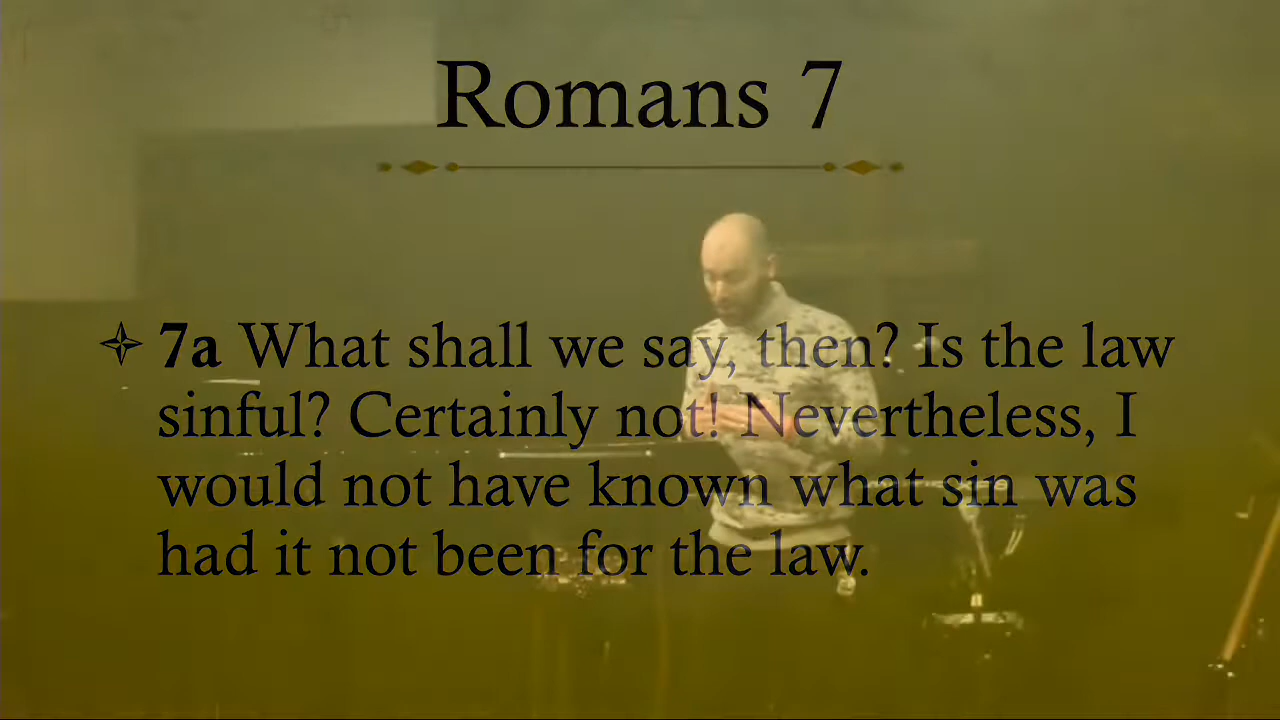 Romans 7
7a What shall we say, then? Is the law
sinful? Certainly not! Nevertheless, I
would not have known what sin was
had it not been for the law.